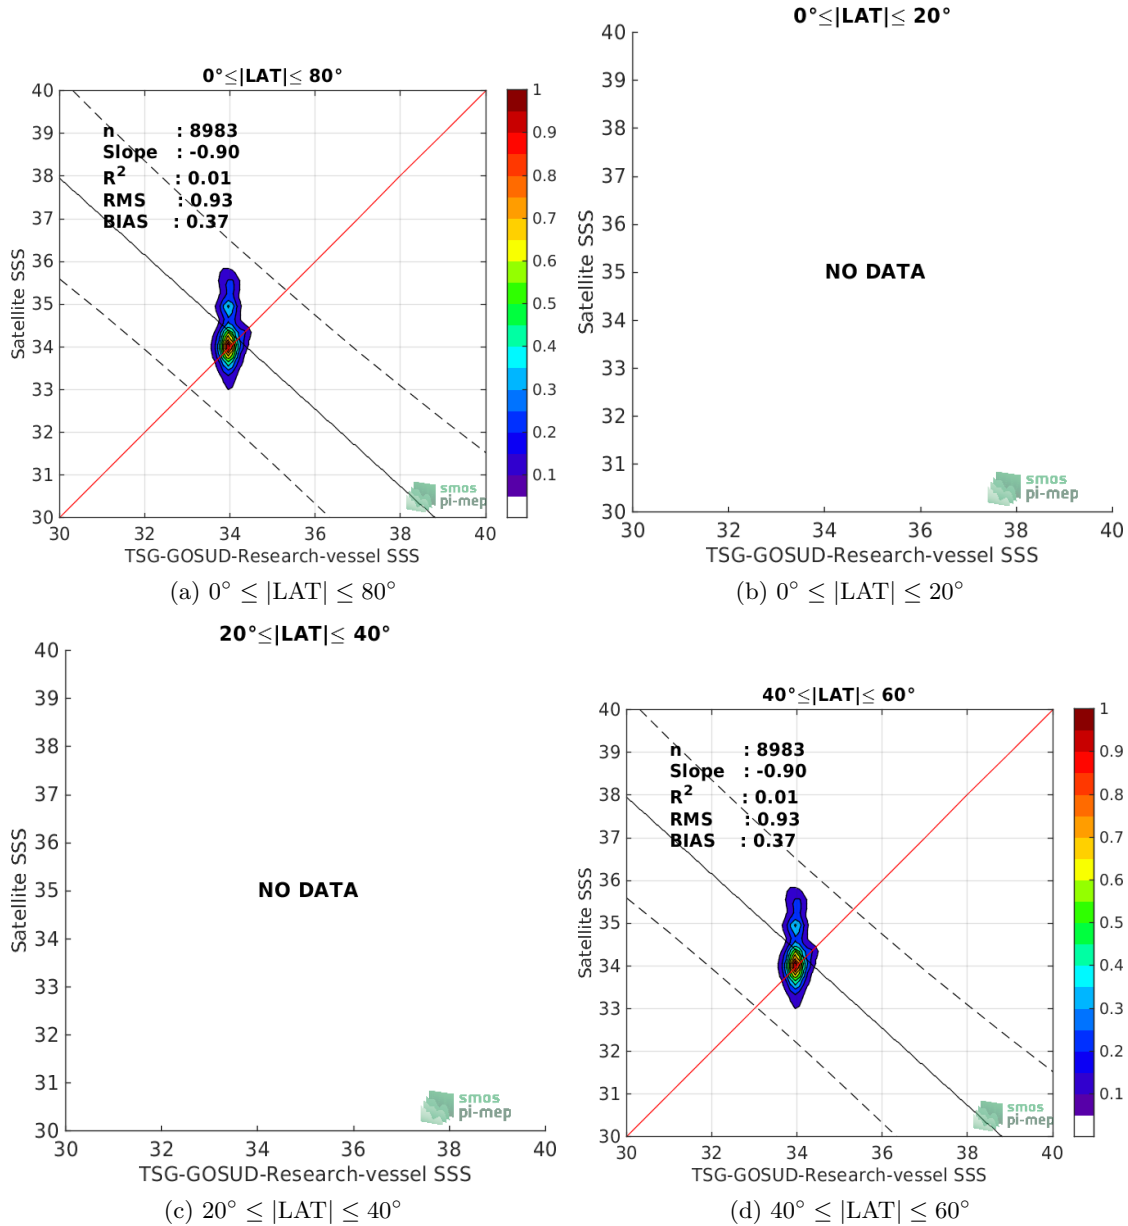 0°≤|LAT|≤ 80°
40
39
38
37
36
35
34
33
32
31
30
Satellite SSS
n : 8983
Slope : -0.90
R² : 0.01
RMS : 0.93
BIAS : 0.37
1
0.9
0.8
0.7
0.6
0.5
0.4
0.3
0.2
0.1
smos
pi-mep
30 32 34 36 38 40
TSG-GOSUD-Research-vessel SSS
(a) 0° ≤ |LAT| ≤ 80°
0°≤|LAT|≤ 20°
40
39
38
37
36
35
34
33
32
31
30
Satellite SSS
NO DATA
smos
pi-mep
30 32 34 36 38 40
TSG-GOSUD-Research-vessel SSS
(b) 0° ≤ |LAT| ≤ 20°
20°≤|LAT|≤ 40°
40
39
38
37
36
35
34
33
32
31
30
Satellite SSS
NO DATA
smos
pi-mep
30 32 34 36 38 40
TSG-GOSUD-Research-vessel SSS
(c) 20° ≤ |LAT| ≤ 40°
40°≤|LAT|≤ 60°
40
39
38
37
36
35
34
33
32
31
30
Satellite SSS
n : 8983
Slope : -0.90
R² : 0.01
RMS : 0.93
BIAS : 0.37
1
0.9
0.8
0.7
0.6
0.5
0.4
0.3
0.2
0.1
smos
pi-mep
30 32 34 36 38 40
TSG-GOSUD-Research-vessel SSS
(d) 40° ≤ |LAT| ≤ 60°